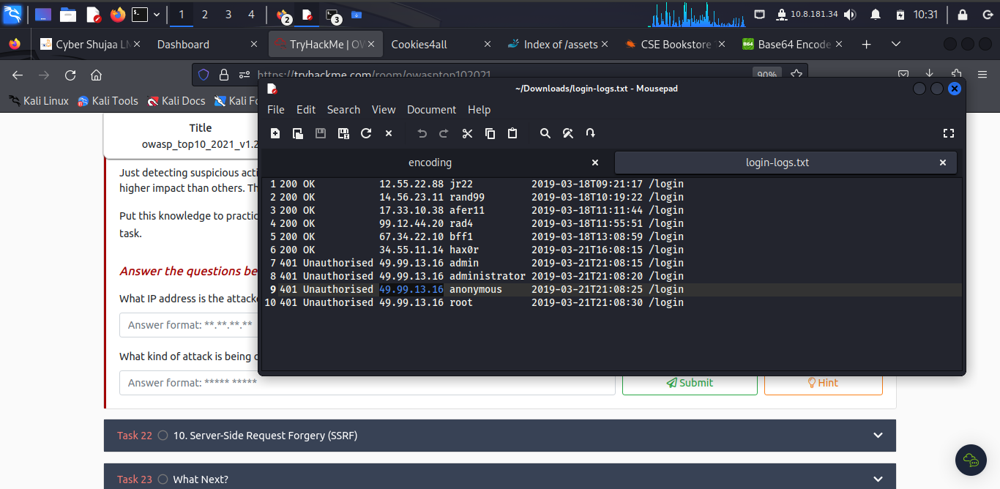 1 2 3 4 2 3 10.8.181.34 10:31
Cyber Shujaa Dashboard TryHackMe | OW Cookies4all Index of /assets CSE Bookstore Base64 Encode
https://tryhackme.com/room/owasptop102021 90%
Kali Linux Kali Tools Kali Docs Kali
~/Downloads/login-logs.txt - Mousepad
File Edit Search View Document Help
encoding login-logs.txt
1 200 OK 12.55.22.88 jr22 2019-03-18T09:21:17 /login
2 200 OK 14.56.23.11 rand99 2019-03-18T10:19:22 /login
3 200 OK 17.33.10.38 afer11 2019-03-18T11:11:44 /login
4 200 OK 99.12.44.20 rad4 2019-03-18T11:55:51 /login
5 200 OK 67.34.22.10 bff1 2019-03-18T13:08:59 /login
6 200 OK 34.55.11.14 hax0r 2019-03-21T16:08:15 /login
7 401 Unauthorised 49.99.13.16 admin 2019-03-21T21:08:15 /login
8 401 Unauthorised 49.99.13.16 administrator 2019-03-21T21:08:20 /login
9 401 Unauthorised 49.99.13.16 anonymous 2019-03-21T21:08:25 /login
10 401 Unauthorised 49.99.13.16 root 2019-03-21T21:08:30 /login
Title
owasp_top10_2021_v1.2
Just detecting suspicious acti
higher impact than others. Th
Put this knowledge to practic
task.
Answer the questions be
What IP address is the attacke
Answer format: **.**.**.**
What kind of attack is being c
Answer format: ***** *****
Submit
Hint
Task 22 10. Server-Side Request Forgery (SSRF)
Task 23 What Next?